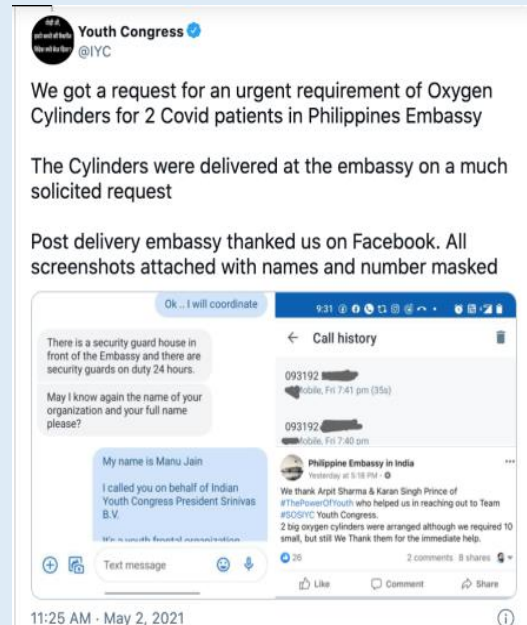 Youth Congress
@IYC
We got a request for an urgent requirement of Oxygen
Cylinders for 2 Covid patients in Philippines Embassy
The Cylinders were delivered at the embassy on a much
solicited request
Post delivery embassy thanked us on Facebook. All
screenshots attached with names and number masked
Ok .. I will coordinate
There is a security guard house in
front of the Embassy and there are
security guards on duty 24 hours.
May I know again the name of your
organization and your full name
please?
My name is Manu Jain
I called you on behalf of Indian
Youth Congress President Srinivas
B.V.
It's a youth frontal organization
Text message
9:31
Call history
093192
Mobile, Fri 7:41 pm (35s)
093192
Mobile, Fri 7:40 pm
Philippine Embassy in India
Yesterday at 5:18 PM
We thank Arpit Sharma & Karan Singh Prince of
#ThePowerOfYouth who helped us in reaching out to Team
#SOSIYC Youth Congress.
2 big oxygen cylinders were arranged although we required 10
small, but still We Thank them for the immediate help.
26
2 comments 8 shares
Like Comment Share
11:25 AM · May 2, 2021